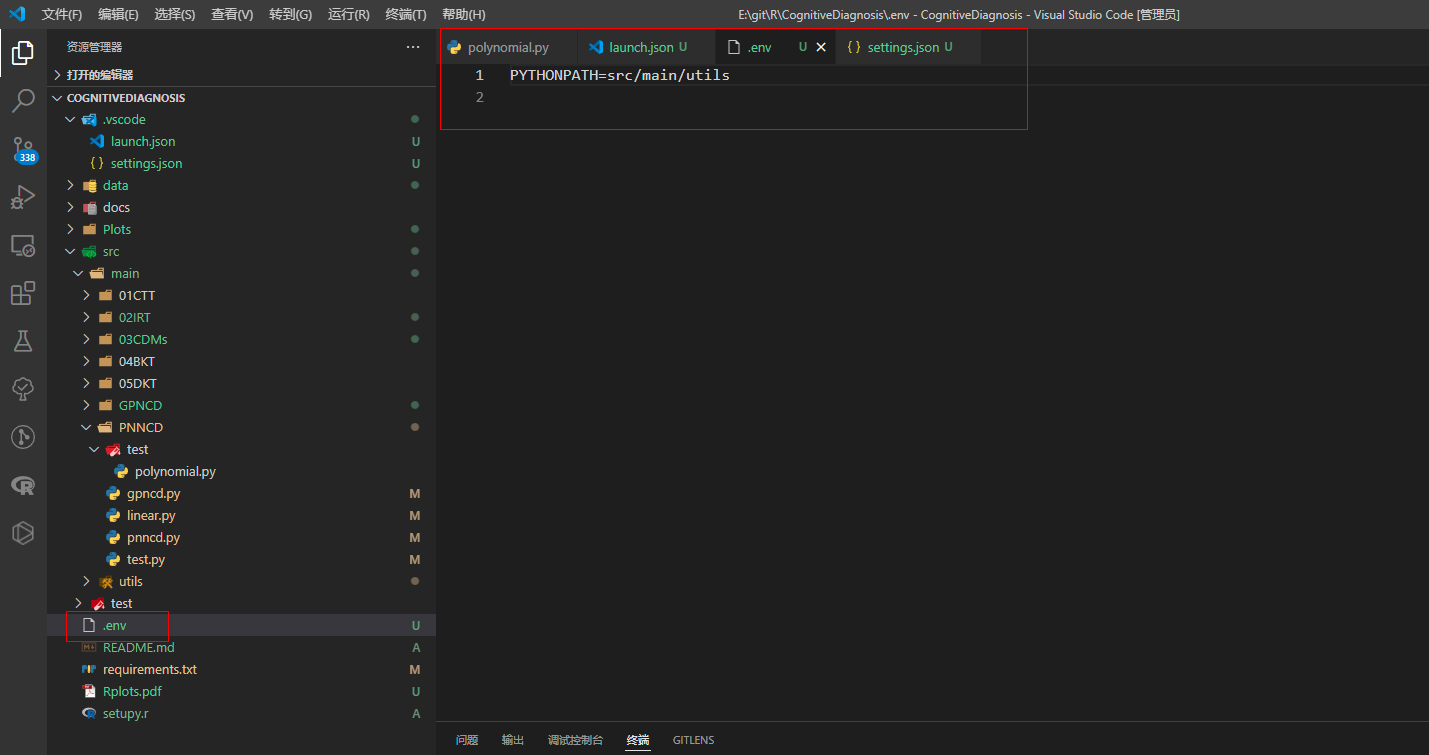 文件(F) 编辑(E) 选择(S) 查看(V) 转到(G) 运行(R) 终端(T) 帮助(H) E:\git\R\CognitiveDiagnosis\.env - CognitiveDiagnosis - Visual Studio Code [管理员]
资源管理器 ···
打开的编辑器
COGNITIVEDIAGNOSIS
.vscode
launch.json U
settings.json U
data
docs
Plots
src
main
01CTT
02IRT
03CDMs
04BKT
05DKT
GPNCD
PNNCD
test
polynomial.py
gpncd.py M
linear.py M
pnncd.py M
test.py M
utils
test
.env U
README.md A
requirements.txt M
Rplots.pdf U
setupy.r A
338
polynomial.py launch.json U .env U settings.json U
1 PYTHONPATH=src/main/utils
2
问题 输出 调试控制台 终端 GITLENS